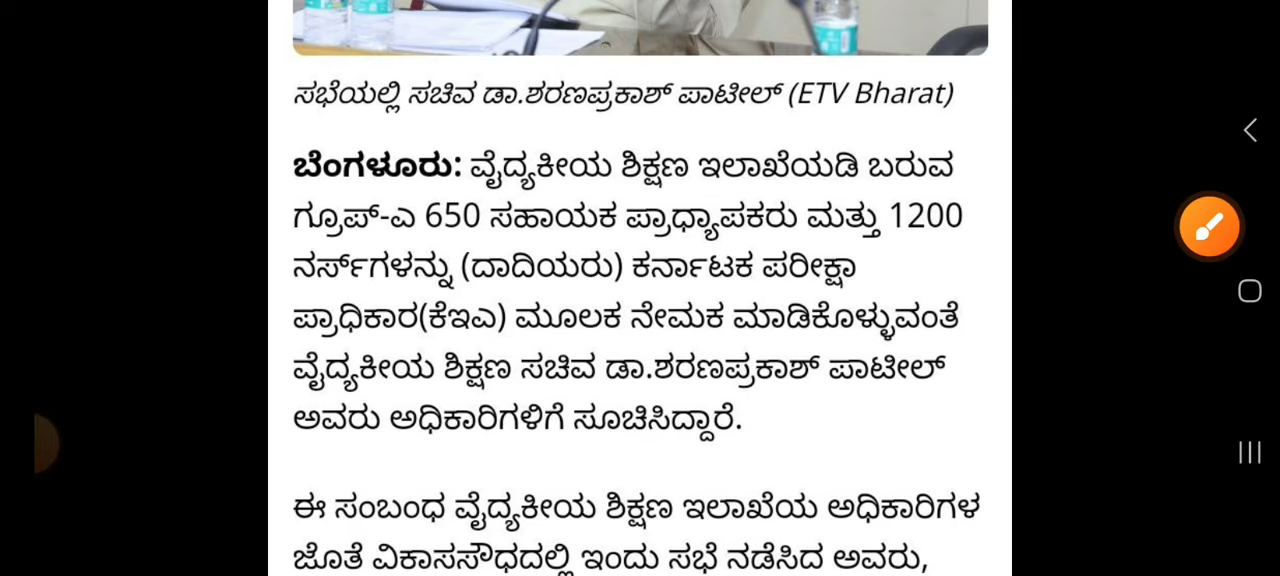 ಸಭೆಯಲ್ಲಿ ಸಚಿವ ಡಾ.ಶರಣಪ್ರಕಾಶ್ ಪಾಟೀಲ್ (ETV Bharat)
ಬೆಂಗಳೂರು: ವೈದ್ಯಕೀಯ ಶಿಕ್ಷಣ ಇಲಾಖೆಯಡಿ ಬರುವ
ಗ್ರೂಪ್-ಎ 650 ಸಹಾಯಕ ಪ್ರಾಧ್ಯಾಪಕರು ಮತ್ತು 1200
ನರ್ಸ್‌ಗಳನ್ನು (ದಾದಿಯರು) ಕರ್ನಾಟಕ ಪರೀಕ್ಷಾ
ಪ್ರಾಧಿಕಾರ(ಕೆಇಎ) ಮೂಲಕ ನೇಮಕ ಮಾಡಿಕೊಳ್ಳುವಂತೆ
ವೈದ್ಯಕೀಯ ಶಿಕ್ಷಣ ಸಚಿವ ಡಾ.ಶರಣಪ್ರಕಾಶ್ ಪಾಟೀಲ್
ಅವರು ಅಧಿಕಾರಿಗಳಿಗೆ ಸೂಚಿಸಿದ್ದಾರೆ.
ಈ ಸಂಬಂಧ ವೈದ್ಯಕೀಯ ಶಿಕ್ಷಣ ಇಲಾಖೆಯ ಅಧಿಕಾರಿಗಳ
ಜೊತೆ ವಿಕಾಸಸೌಧದಲ್ಲಿ ಇಂದು ಸಭೆ ನಡೆಸಿದ ಅವರು,